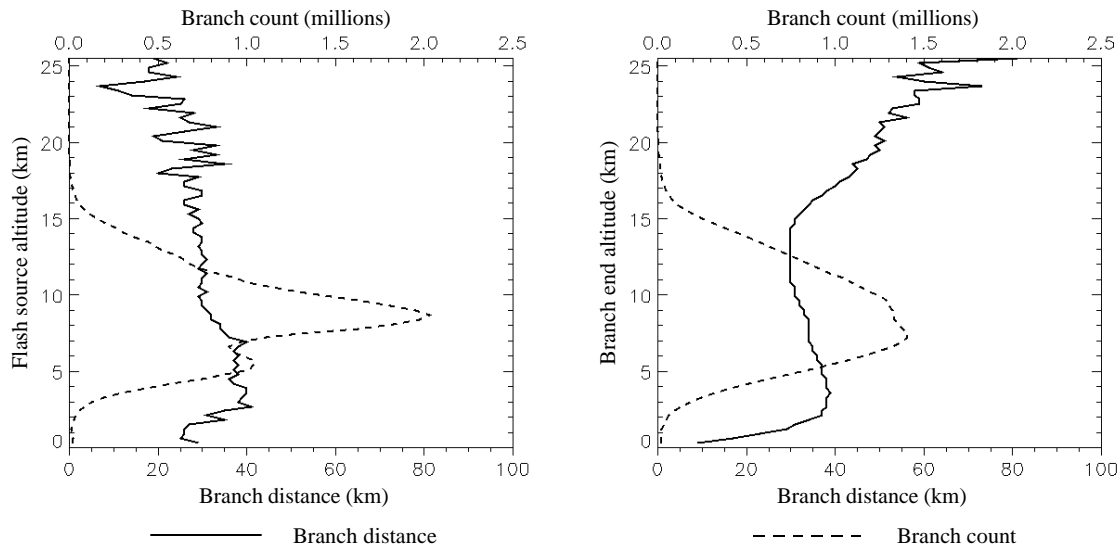 Branch count (millions)
0.0 0.5 1.0 1.5 2.0 2.5
25
20
15
10
5
0
Flash source altitude (km)
0 20 40 60 80 100
Branch distance (km)
Branch count (millions)
0.0 0.5 1.0 1.5 2.0 2.5
25
20
15
10
5
0
Branch end altitude (km)
0 20 40 60 80 100
Branch distance (km)
Branch distance
Branch count